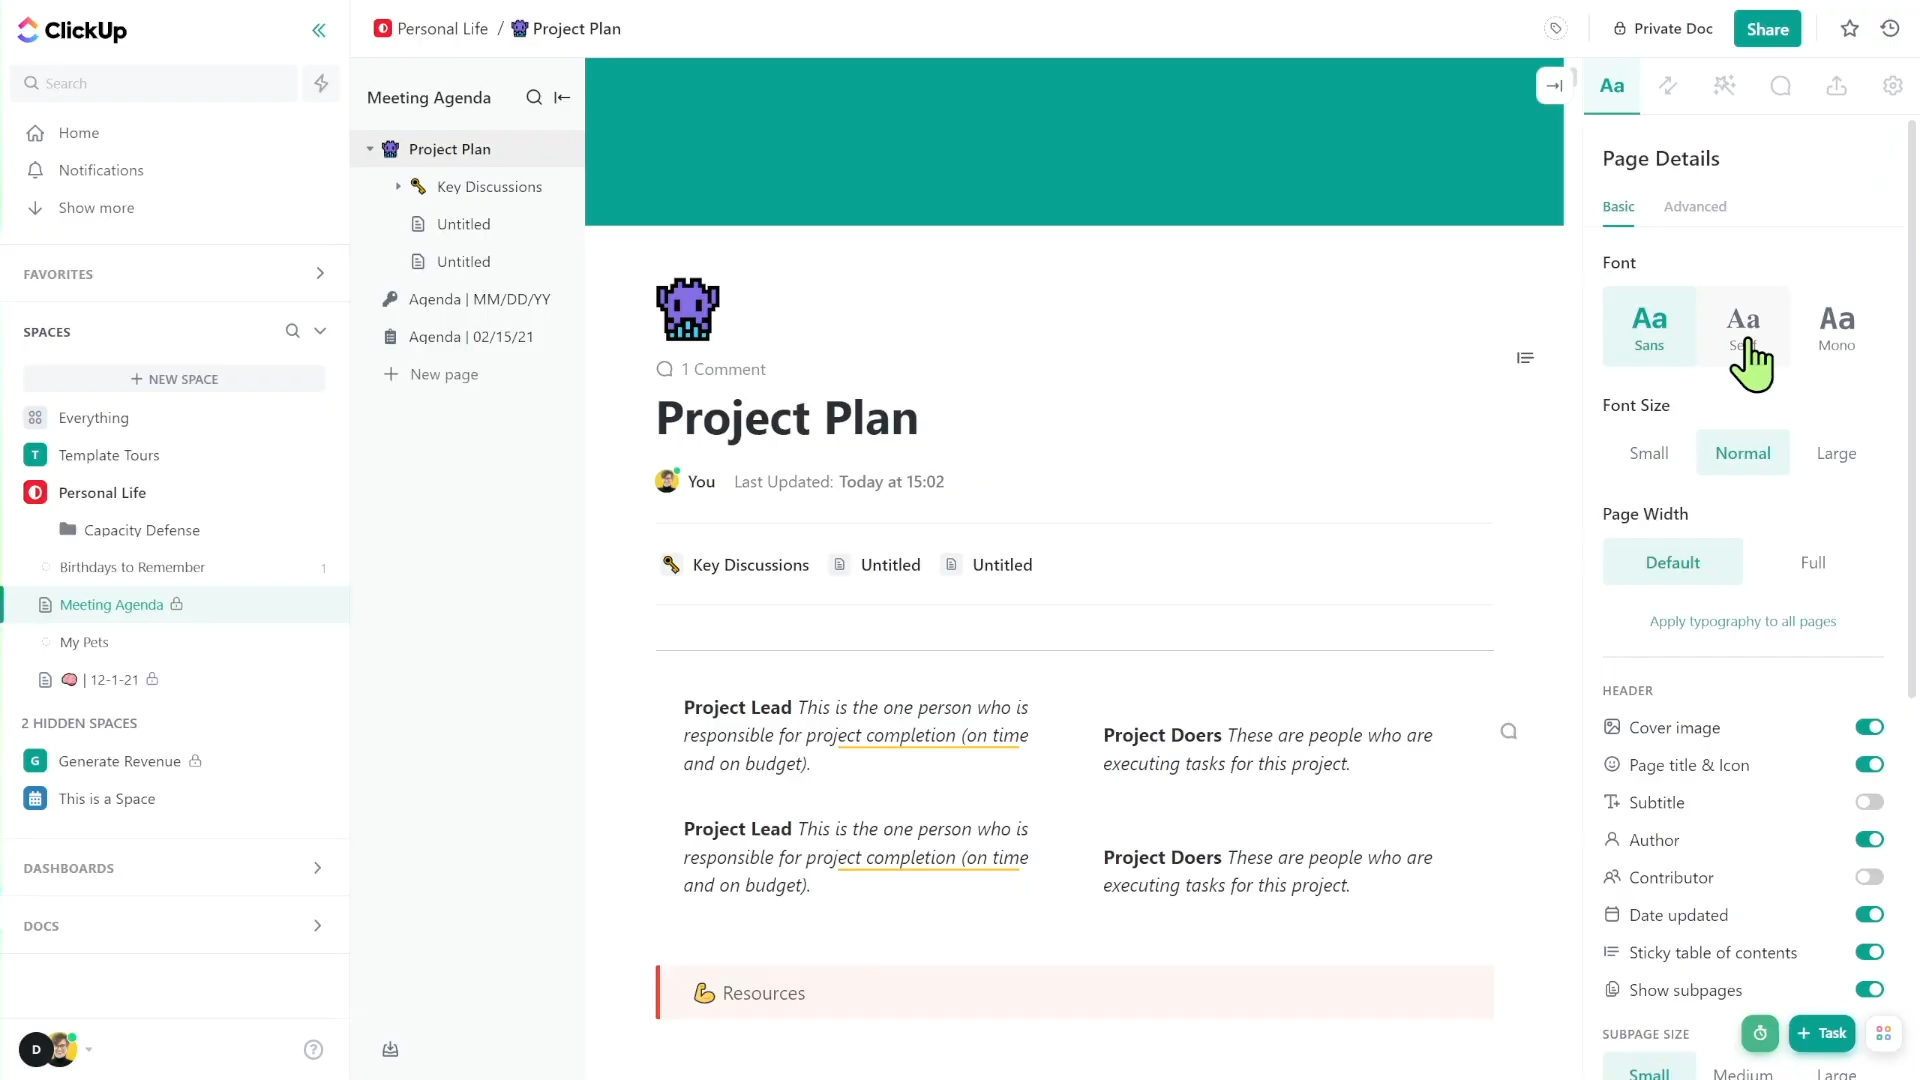 ClickUp
Search
Home
Notifications
Show more
FAVORITES
SPACES
+ NEW SPACE
Everything
T Template Tours
Personal Life
Capacity Defense
Birthdays to Remember 1
Meeting Agenda
My Pets
| 12-1-21
2 HIDDEN SPACES
G Generate Revenue
This is a Space
DASHBOARDS
DOCS
D
Personal Life / Project Plan
Private Doc
Share
Meeting Agenda
Project Plan
Key Discussions
Untitled
Untitled
Agenda | MM/DD/YY
Agenda | 02/15/21
+ New page
1 Comment
Project Plan
You Last Updated: Today at 15:02
Key Discussions Untitled Untitled
Project Lead This is the one person who is
responsible for project completion (on time
and on budget).
Project Doers These are people who are
executing tasks for this project.
Project Lead This is the one person who is
responsible for project completion (on time
and on budget).
Project Doers These are people who are
executing tasks for this project.
Resources
Aa
Page Details
Basic Advanced
Font
Aa Aa Aa
Sans Mono
Font Size
Small Normal Large
Page Width
Default Full
Apply typography to all pages
HEADER
Cover image
Page title & Icon
Subtitle
Author
Contributor
Date updated
Sticky table of contents
Show subpages
SUBPAGE SIZE
+ Task
Small Medium Large